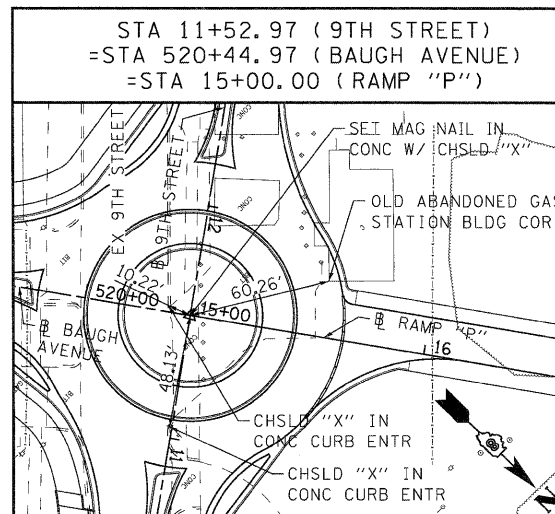 STA 11+52.97 (9TH STREET)
=STA 520+44.97 (BAUGH AVENUE)
=STA 15+00.00 (RAMP "P")
SET MAG NAIL IN
CONC W/ CHSLD "X"
EX 9TH STREET
℄ 9TH STREET
CONC
12
OLD ABANDONED GAS
STATION BLDG COR
10.22'
60.26'
520+00
15+00
℄ RAMP "P"
16
℄ BAUGH
AVENUE
48.13'
BIT
CONC
11
CHSLD "X" IN
CONC CURB ENTR
CHSLD "X" IN
CONC CURB ENTR
N